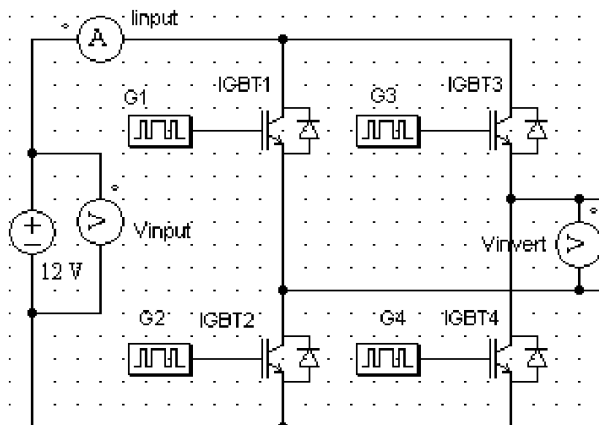 Iinput
A
G1
IGBT1
G3
IGBT3
V
Vinput
12 V
Vinvert
V
G2
IGBT2
G4
IGBT4